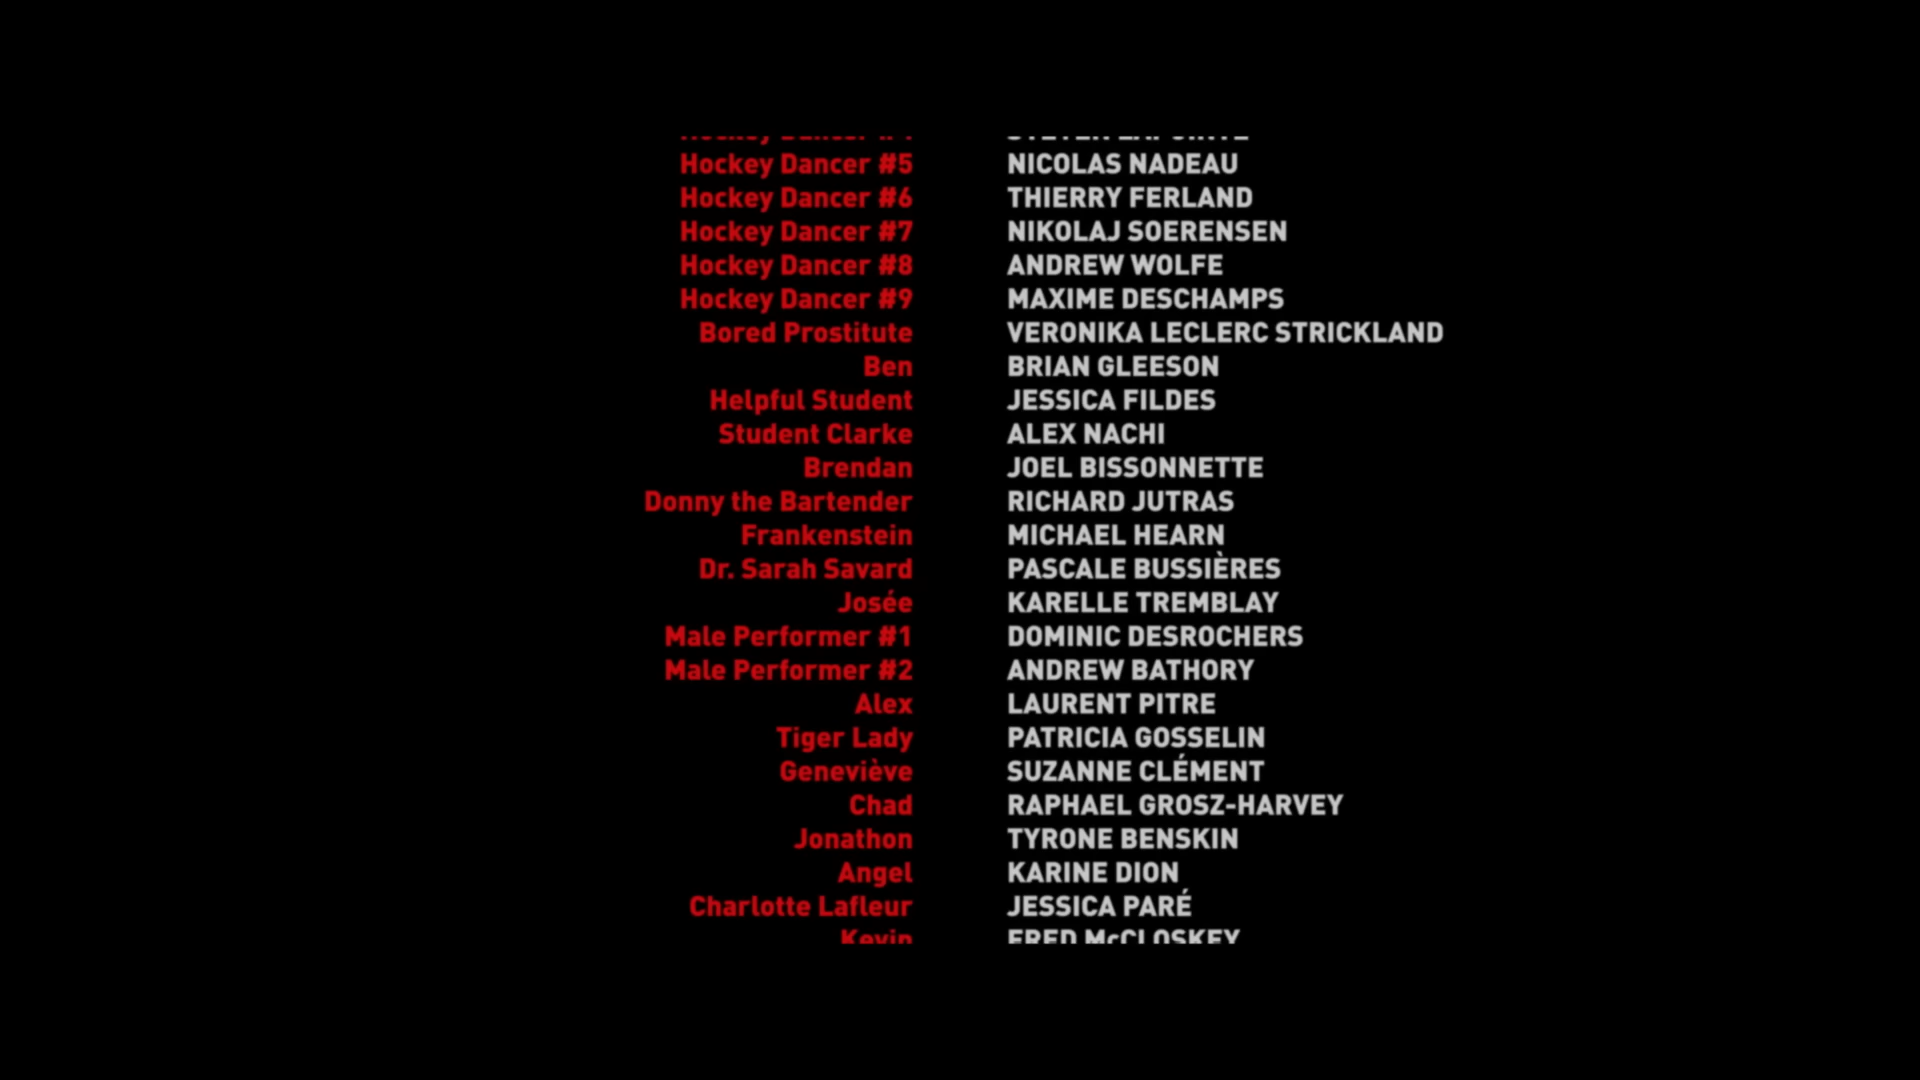 Hockey Dancer #5 NICOLAS NADEAU
Hockey Dancer #6 THIERRY FERLAND
Hockey Dancer #7 NIKOLAJ SOERENSEN
Hockey Dancer #8 ANDREW WOLFE
Hockey Dancer #9 MAXIME DESCHAMPS
Bored Prostitute VERONIKA LECLERC STRICKLAND
Ben BRIAN GLEESON
Helpful Student JESSICA FILDES
Student Clarke ALEX NACHI
Brendan JOEL BISSONNETTE
Donny the Bartender RICHARD JUTRAS
Frankenstein MICHAEL HEARN
Dr. Sarah Savard PASCALE BUSSIÈRES
Josée KARELLE TREMBLAY
Male Performer #1 DOMINIC DESROCHERS
Male Performer #2 ANDREW BATHORY
Alex LAURENT PITRE
Tiger Lady PATRICIA GOSSELIN
Geneviève SUZANNE CLÉMENT
Chad RAPHAEL GROSZ-HARVEY
Jonathon TYRONE BENSKIN
Angel KARINE DION
Charlotte Lafleur JESSICA PARÉ
Kevin FRED McCLOSKEY